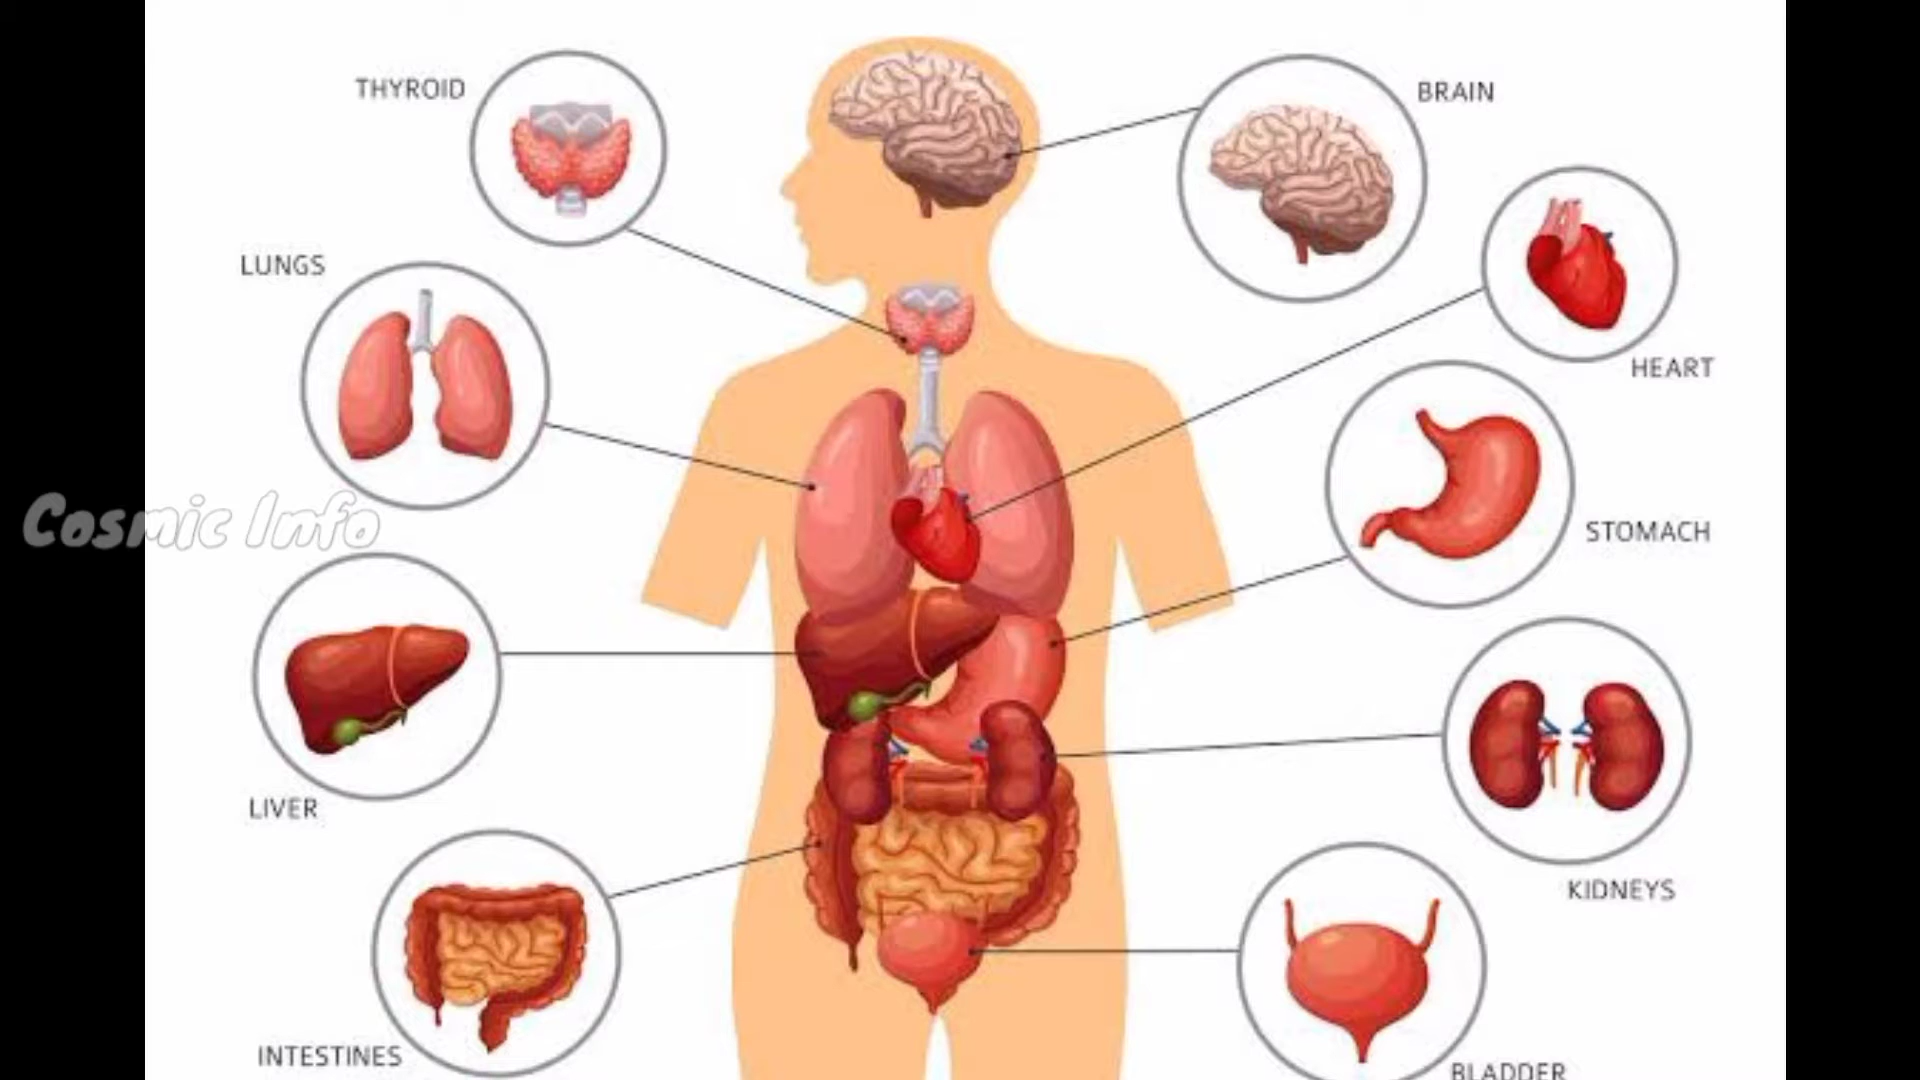 THYROID
BRAIN
LUNGS
HEART
Cosmic Info
STOMACH
LIVER
KIDNEYS
INTESTINES
BLADDER